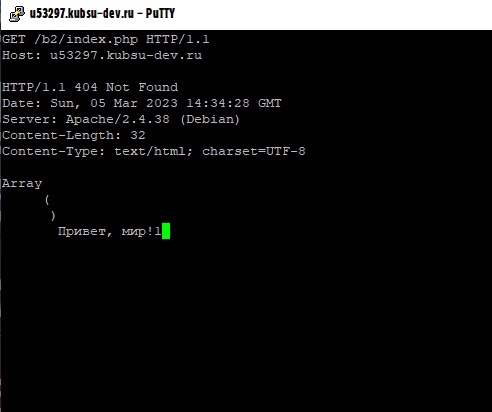 u53297.kubsu-dev.ru - PuTTY
GET /b2/index.php HTTP/1.1
Host: u53297.kubsu-dev.ru
HTTP/1.1 404 Not Found
Date: Sun, 05 Mar 2023 14:34:28 GMT
Server: Apache/2.4.38 (Debian)
Content-Length: 32
Content-Type: text/html; charset=UTF-8
Array
(
)
Привет, мир!1